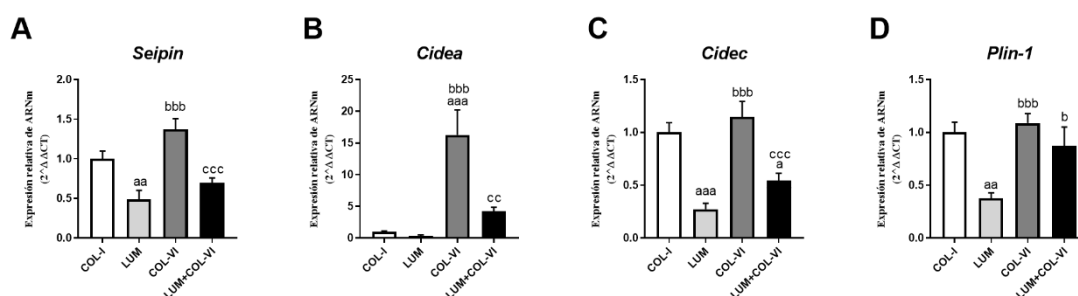 A
Seipin
Expresión relativa de ARNm
(2^Δ ΔCT)
2.0
1.5
1.0
0.5
0.0
aa
bbb
ccc
COL-I
LUM
COL-VI
LUM+COL-VI
B
Cidea
Expresión relativa de ARNm
(2^Δ ΔCT)
25
20
15
10
5
0
bbb
aaa
cc
COL-I
LUM
COL-VI
LUM+COL-VI
C
Cidec
Expresión relativa de ARNm
(2^Δ ΔCT)
1.5
1.0
0.5
0.0
aaa
bbb
ccc
a
COL-I
LUM
COL-VI
LUM+COL-VI
D
Plin-1
Expresión relativa de ARNm
(2^Δ ΔCT)
1.5
1.0
0.5
0.0
aa
bbb
b
COL-I
LUM
COL-VI
LUM+COL-VI